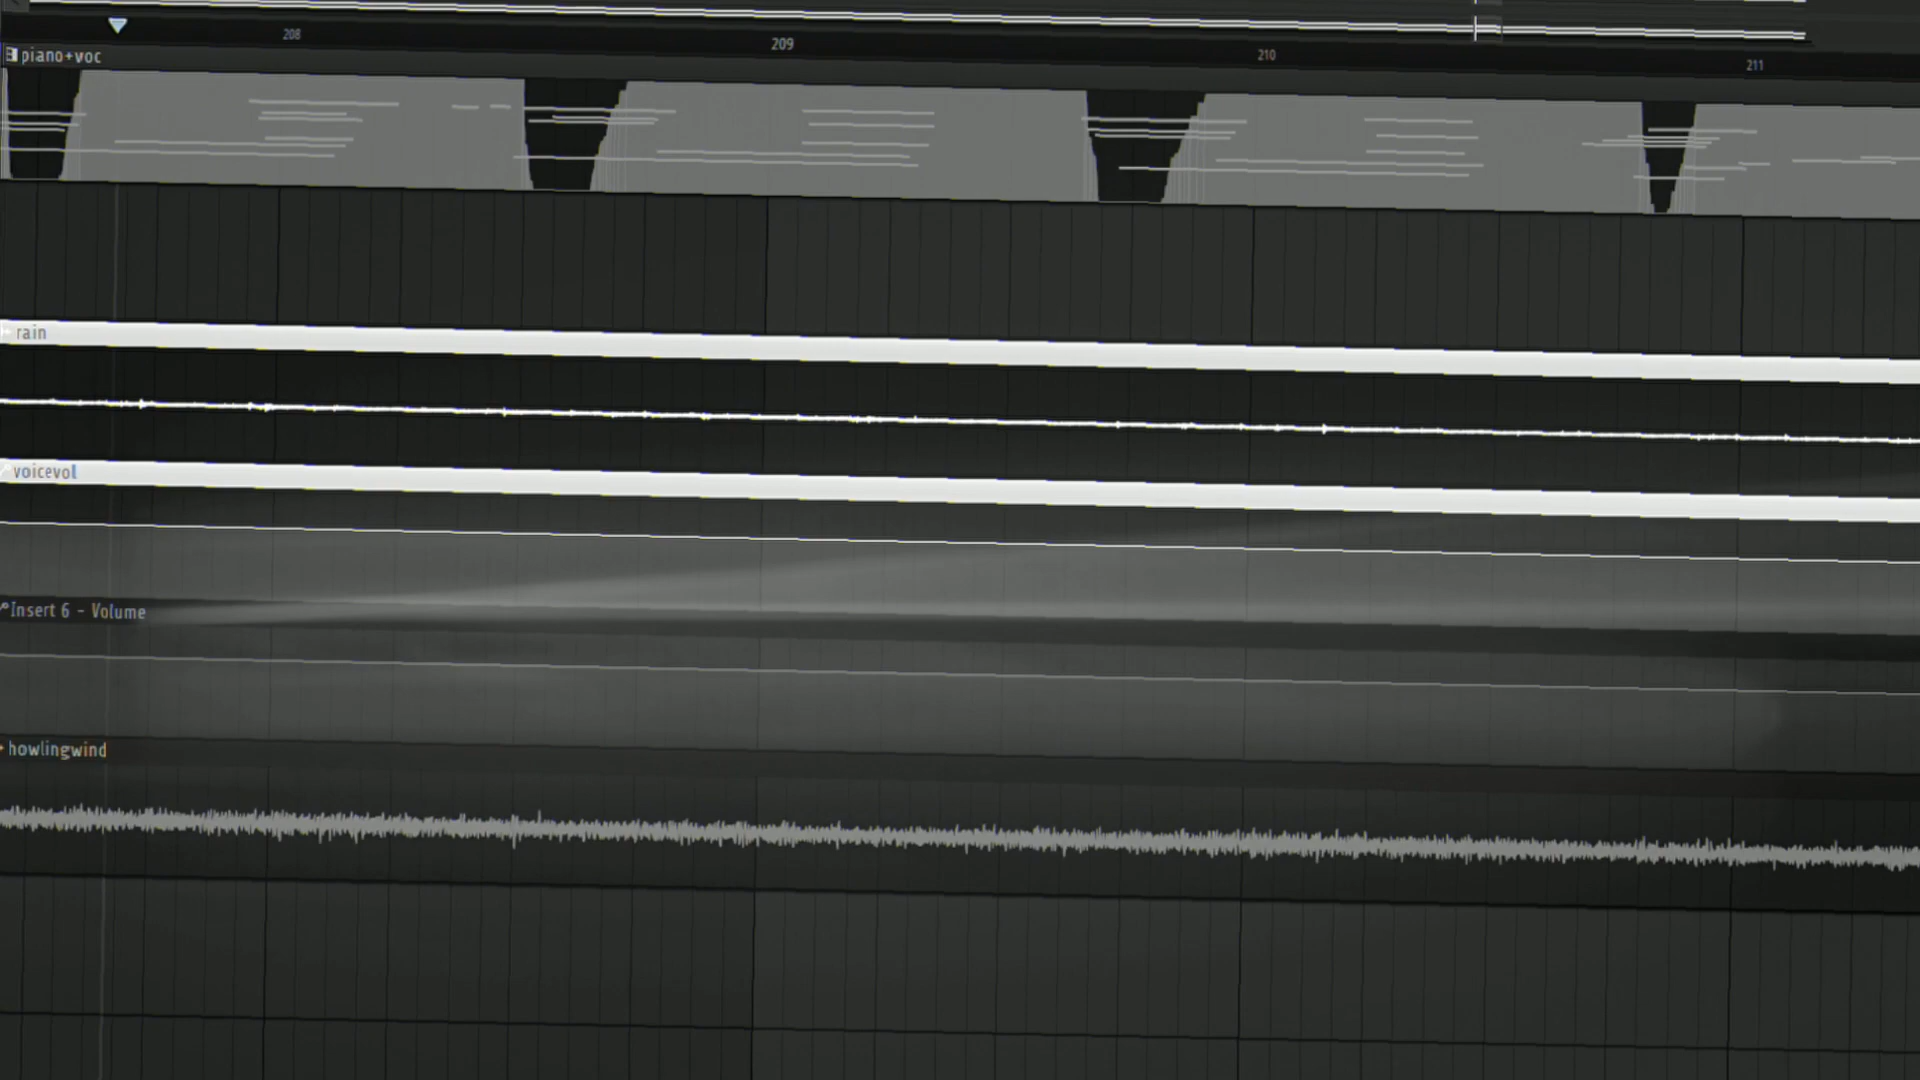 208
209
210
211
piano+voc
rain
voicevol
Insert 6 - Volume
howlingwind